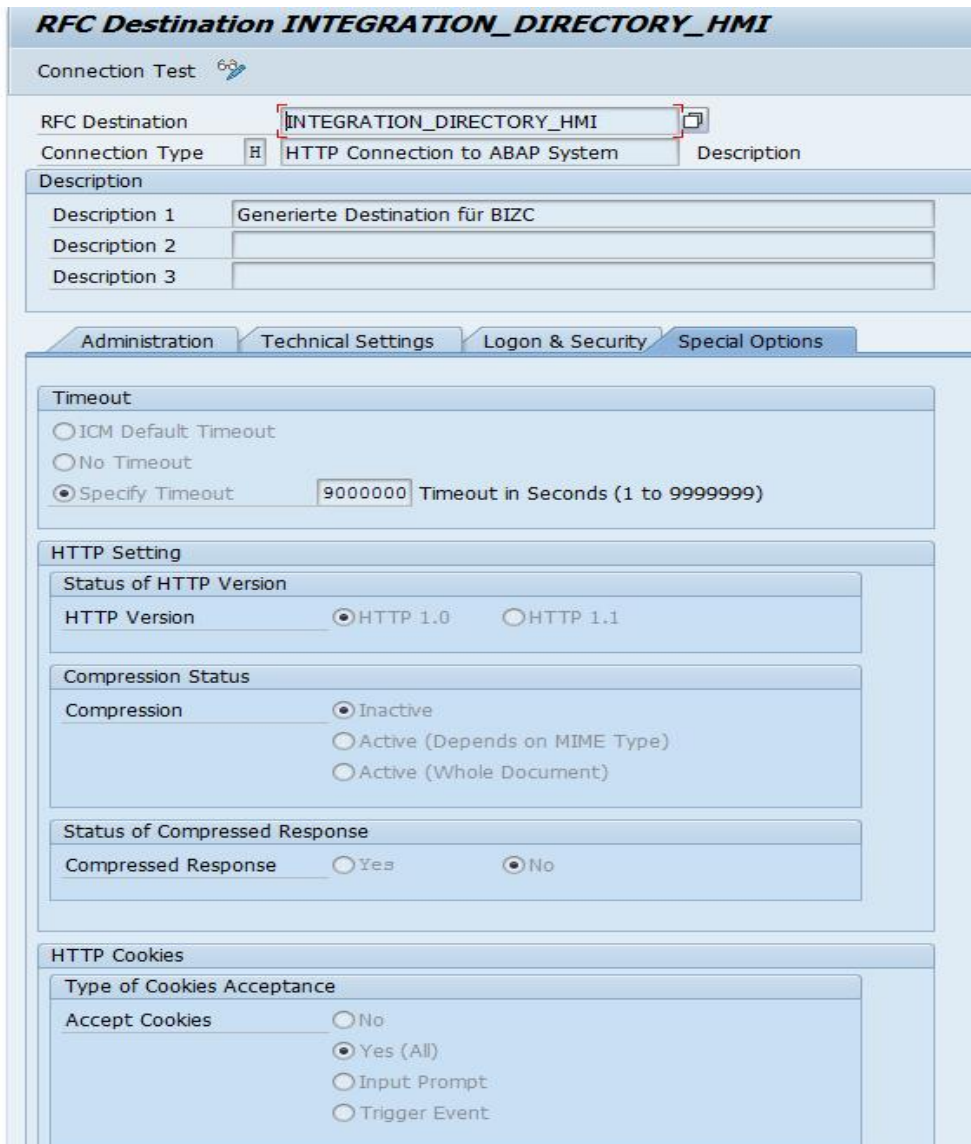 RFC Destination INTEGRATION_DIRECTORY_HMI
Connection Test
RFC Destination INTEGRATION_DIRECTORY_HMI
Connection Type H HTTP Connection to ABAP System Description
Description
Description 1 Generierte Destination für BIZC
Description 2
Description 3
Administration Technical Settings Logon & Security Special Options
Timeout
ICM Default Timeout
No Timeout
Specify Timeout 9000000 Timeout in Seconds (1 to 9999999)
HTTP Setting
Status of HTTP Version
HTTP Version HTTP 1.0 HTTP 1.1
Compression Status
Compression Inactive
Active (Depends on MIME Type)
Active (Whole Document)
Status of Compressed Response
Compressed Response Yes No
HTTP Cookies
Type of Cookies Acceptance
Accept Cookies No
Yes (All)
Input Prompt
Trigger Event